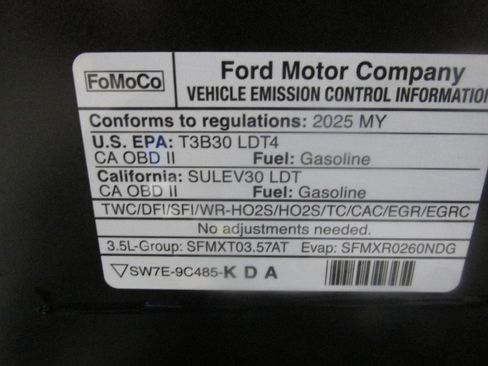 FoMoCo
Ford Motor Company
VEHICLE EMISSION CONTROL INFORMATION
Conforms to regulations: 2025 MY
U.S. EPA: T3B30 LDT4
CA OBD II Fuel: Gasoline
California: SULEV30 LDT
CA OBD II Fuel: Gasoline
TWC/DFI/SFI/WR-HO2S/HO2S/TC/CAC/EGR/EGRC
No adjustments needed.
3.5L-Group: SFMXT03.57AT Evap: SFMXR0260NDG
SW7E-9C485-KDA